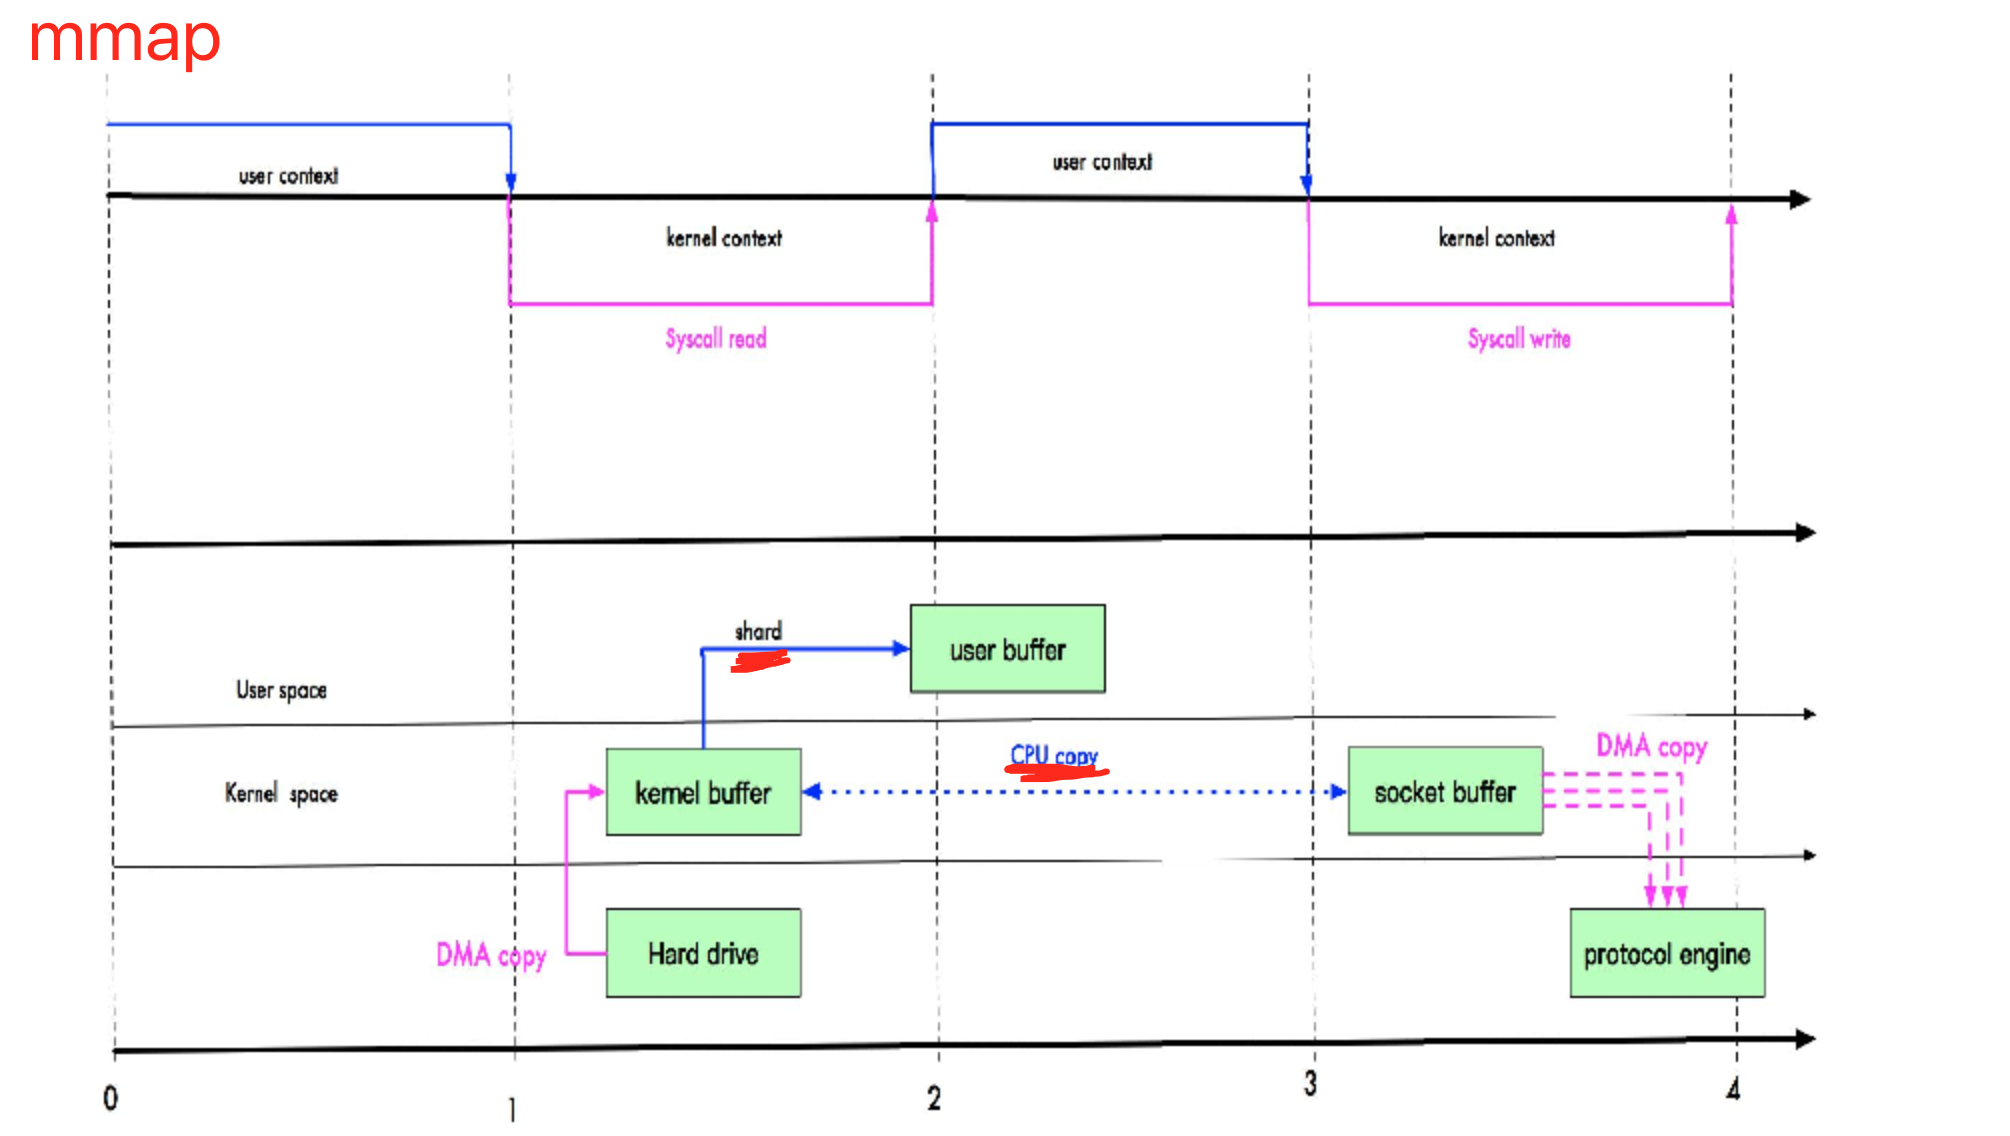 mmap
user context
user context
kernel context
kernel context
Syscall read
Syscall write
shard
user buffer
User space
CPU copy
DMA copy
Kernel space
kernel buffer
socket buffer
DMA copy
Hard drive
protocol engine
0
1
2
3
4